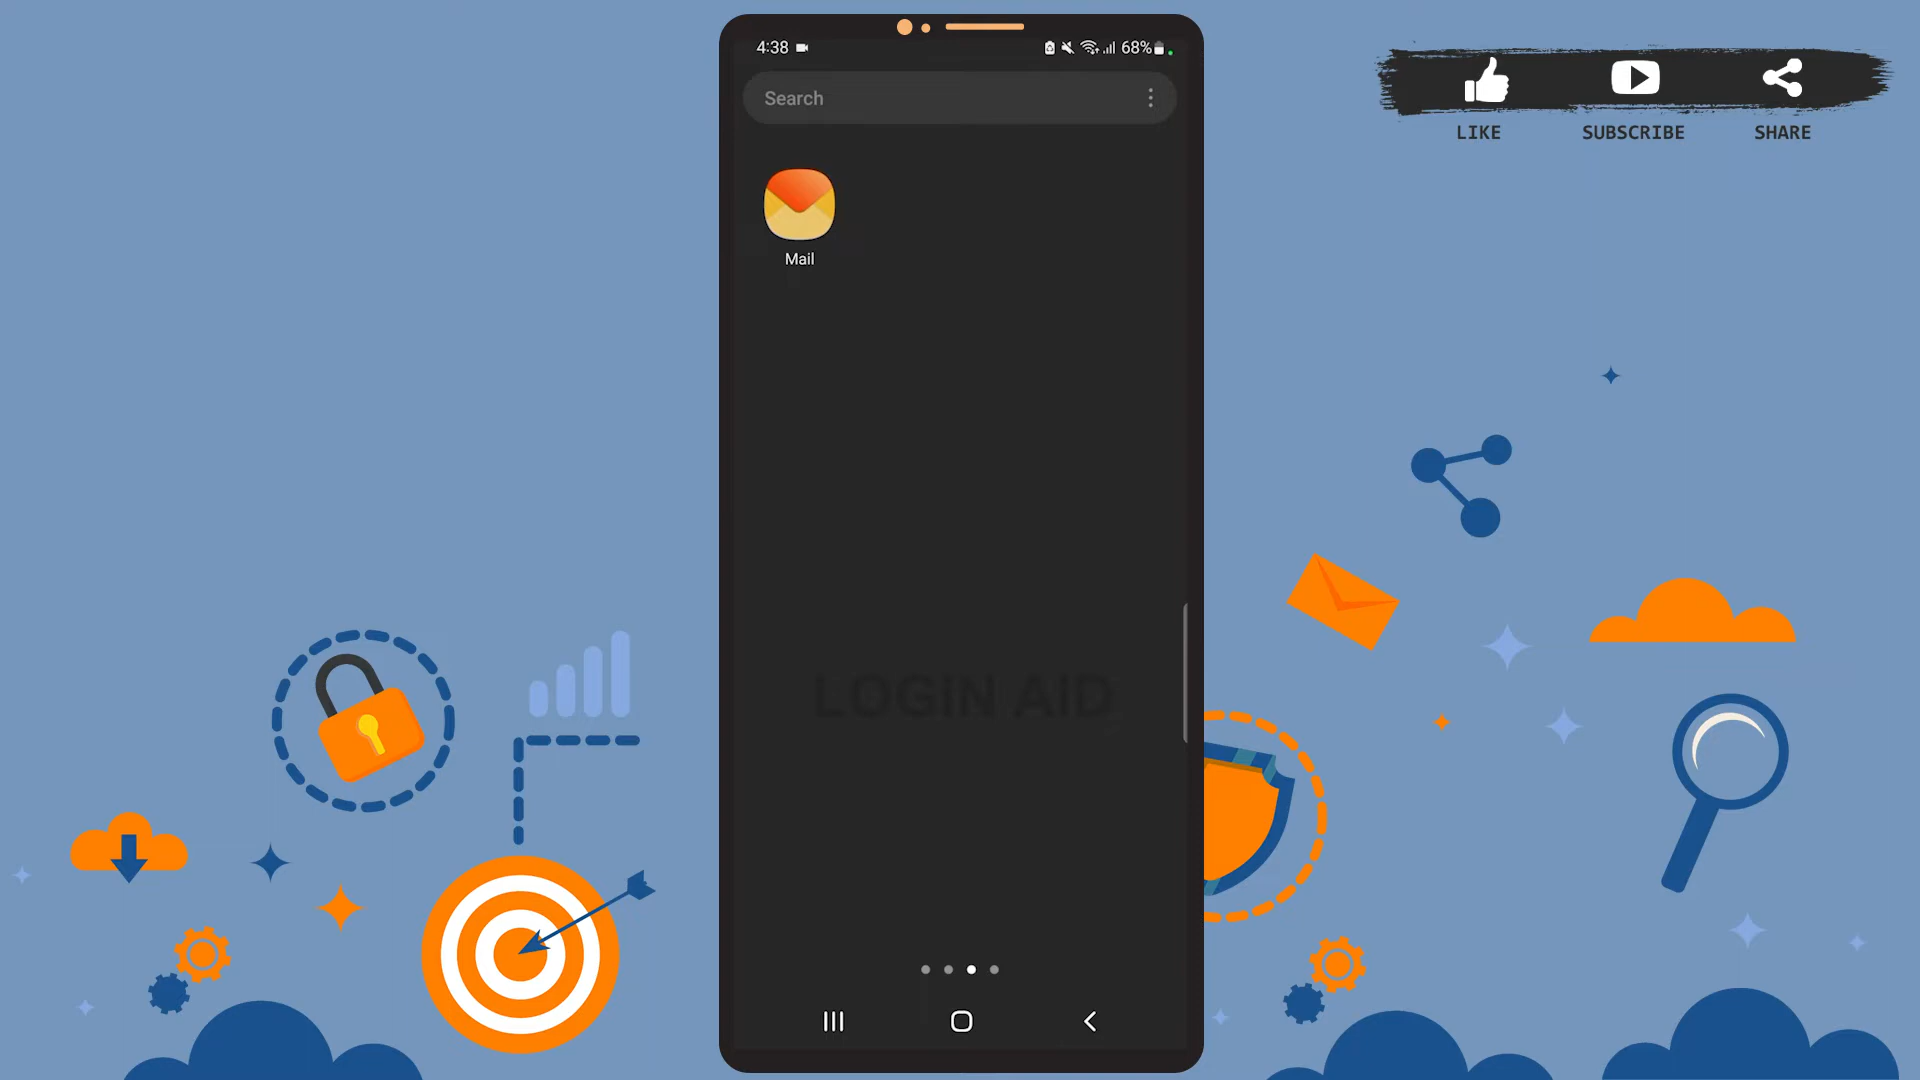 4:38 68%
Search
LIKE SUBSCRIBE SHARE
Mail
LOGIN AID